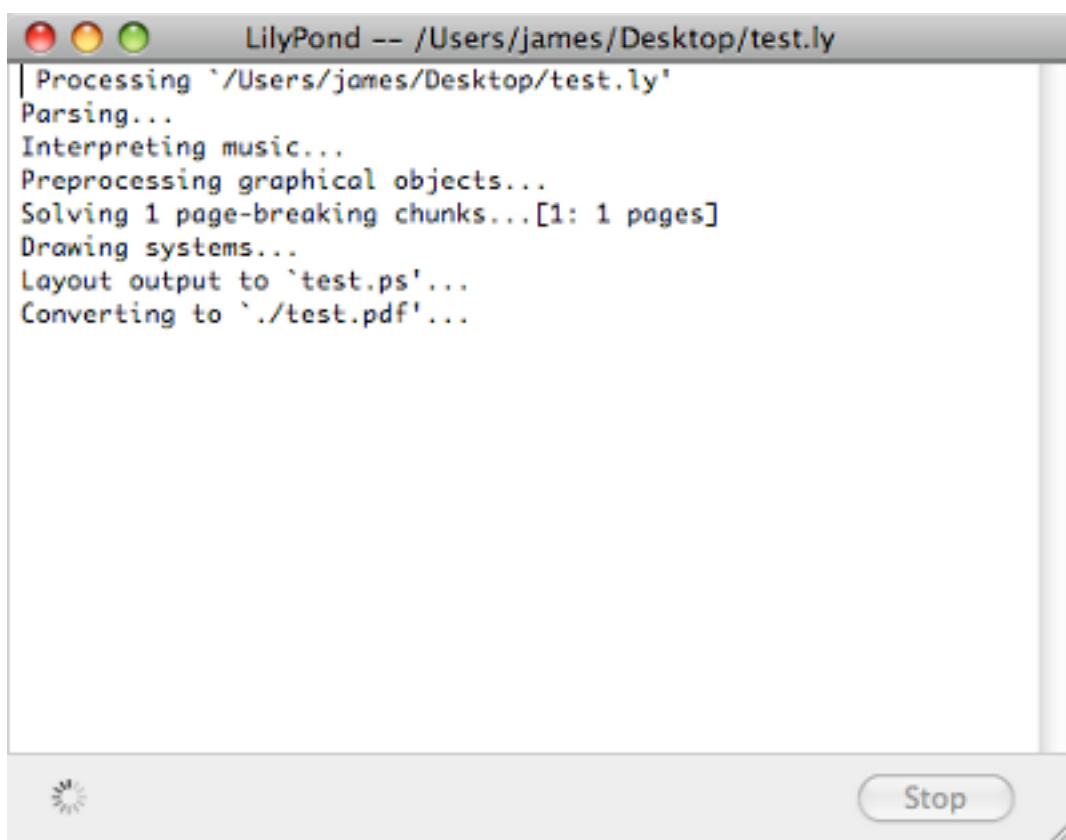 LilyPond -- /Users/james/Desktop/test.ly
Processing `/Users/james/Desktop/test.ly'
Parsing...
Interpreting music...
Preprocessing graphical objects...
Solving 1 page-breaking chunks...[1: 1 pages]
Drawing systems...
Layout output to `test.ps'...
Converting to `./test.pdf'...
Stop